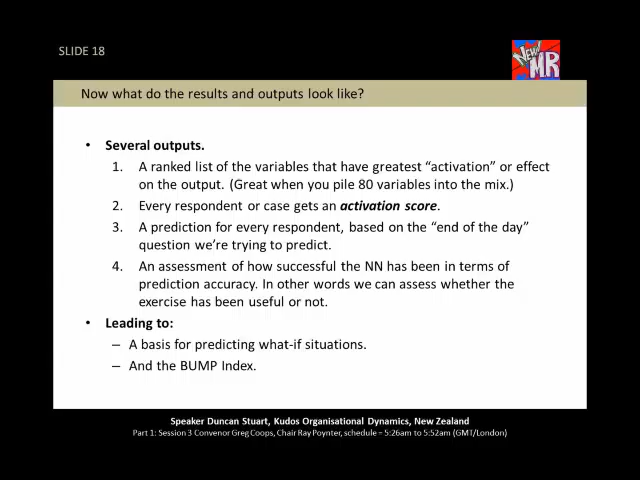 SLIDE 18
NEW!
MR
Now what do the results and outputs look like?
• Several outputs.
1. A ranked list of the variables that have greatest “activation” or effect
on the output. (Great when you pile 80 variables into the mix.)
2. Every respondent or case gets an activation score.
3. A prediction for every respondent, based on the “end of the day”
question we’re trying to predict.
4. An assessment of how successful the NN has been in terms of
prediction accuracy. In other words we can assess whether the
exercise has been useful or not.
• Leading to:
– A basis for predicting what-if situations.
– And the BUMP Index.
Speaker Duncan Stuart, Kudos Organisational Dynamics, New Zealand
Part 1: Session 3 Convenor Greg Coops, Chair Ray Poynter, schedule = 5:26am to 5:52am (GMT/London)